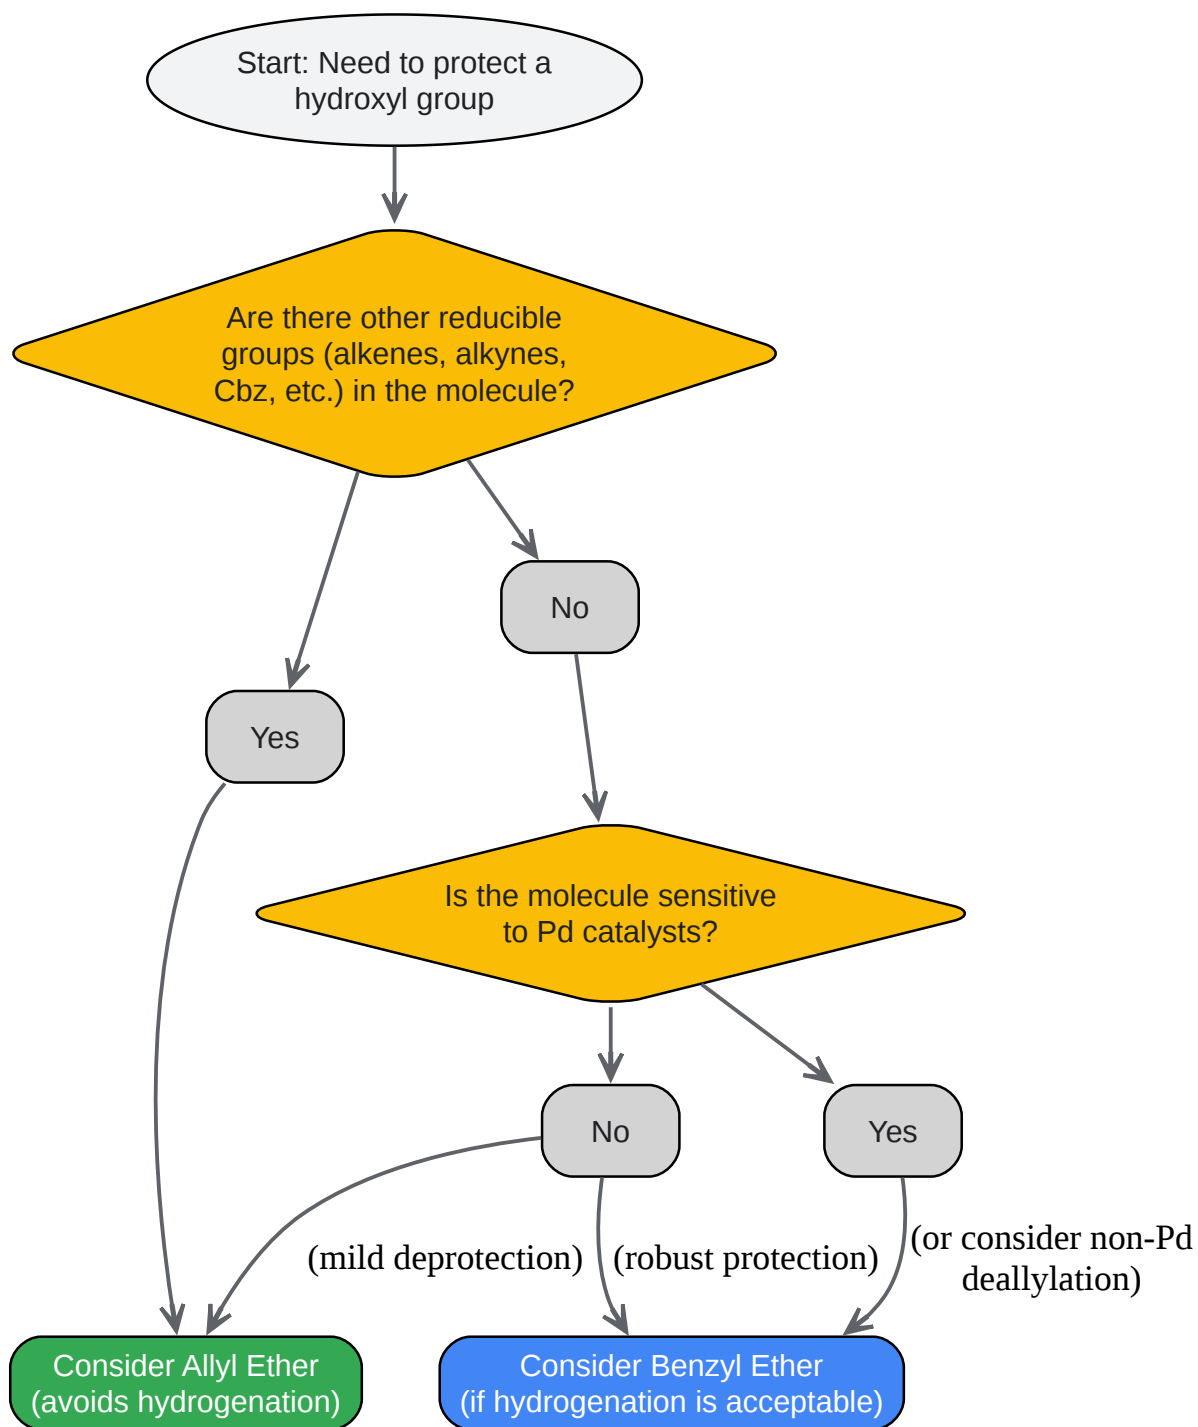 Start: Need to protect a
hydroxyl group
Are there other reducible
groups (alkenes, alkynes,
Cbz, etc.) in the molecule?
No
Yes
Is the molecule sensitive
to Pd catalysts?
No
Yes
(mild deprotection)
(robust protection)
(or consider non-Pd
deallylation)
Consider Allyl Ether
(avoids hydrogenation)
Consider Benzyl Ether
(if hydrogenation is acceptable)